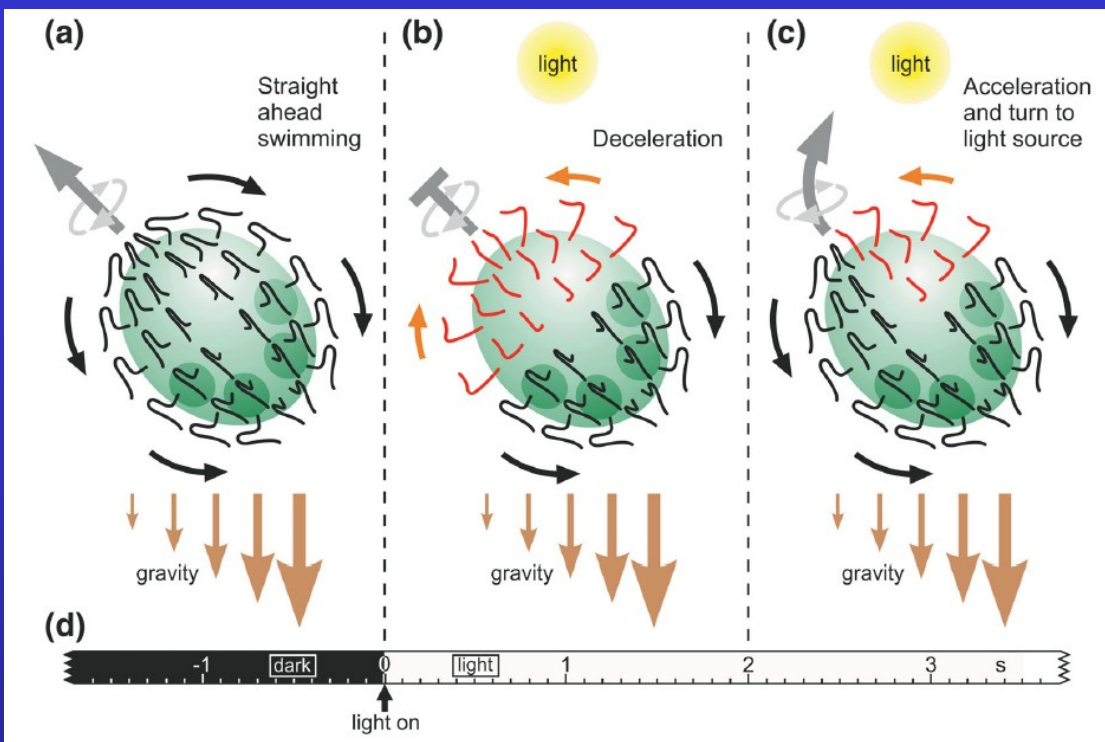 (a)
Straight
ahead
swimming
(b)
light
Deceleration
(c)
light
Acceleration
and turn to
light source
gravity
gravity
gravity
(d)
-1 dark 0 light 1 2 3 s
light on